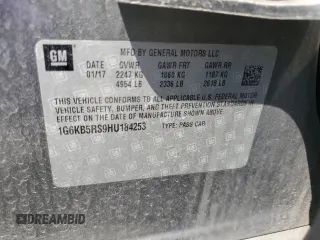 GM
MFD BY GENERAL MOTORS LLC
01/17
GVWR
GAWR FRT
GAWR RR
2247 KG
1060 KG
1187 KG
4954 LB
2336 LB
2618 LB
THIS VEHICLE CONFORMS TO ALL APPLICABLE U.S. FEDERAL MOTOR
VEHICLE SAFETY, BUMPER, AND THEFT PREVENTION STANDARDS IN
EFFECT ON THE DATE OF MANUFACTURE SHOWN ABOVE.
1G6KB5RS9HU184253
TYPE: PASS CAR
DREAMBID